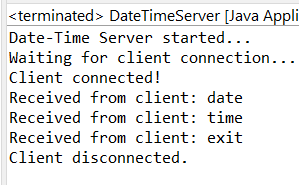 <terminated> DateTimeServer [Java Appli
Date-Time Server started...
Waiting for client connection...
Client connected!
Received from client: date
Received from client: time
Received from client: exit
Client disconnected.